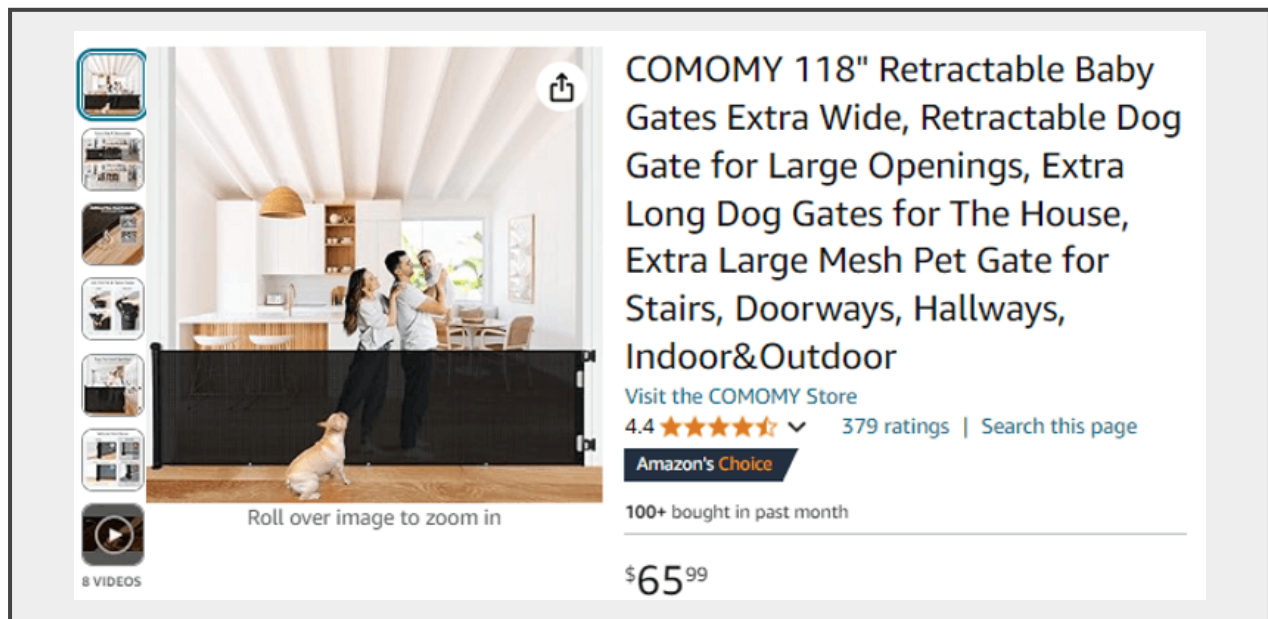 COMOMY 118" Retractable Baby
Gates Extra Wide, Retractable Dog
Gate for Large Openings, Extra
Long Dog Gates for The House,
Extra Large Mesh Pet Gate for
Stairs, Doorways, Hallways,
Indoor&Outdoor
Visit the COMOMY Store
4.4 379 ratings | Search this page
Amazon's Choice
100+ bought in past month
$65 99
Roll over image to zoom in
8 VIDEOS